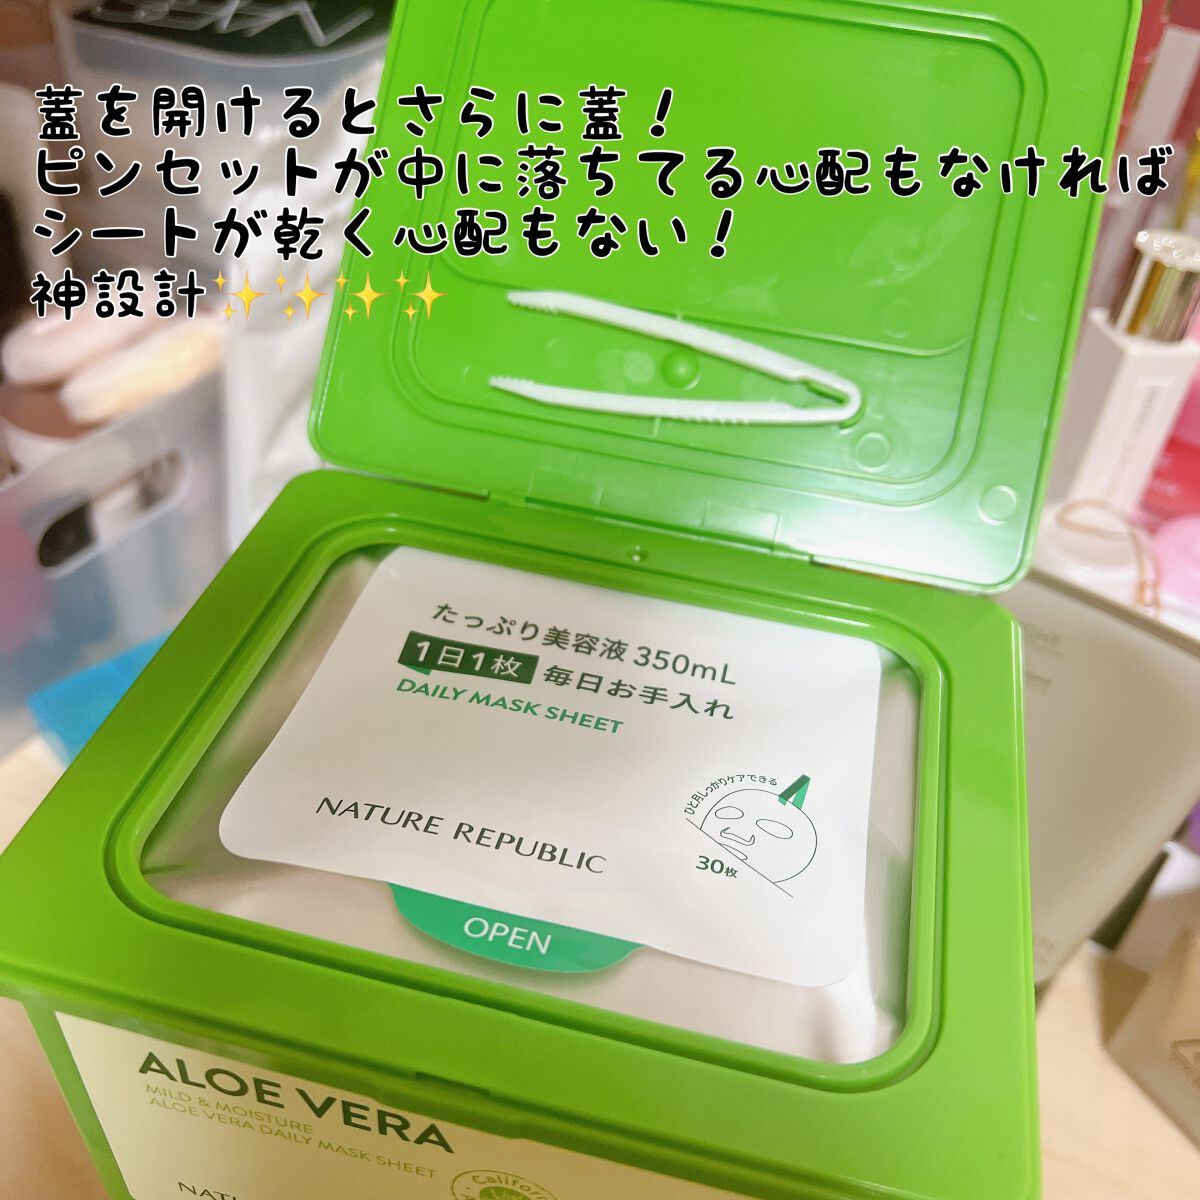 蓋を開けるとさらに蓋！
ピンセットが中に落ちてる心配もなければ
シートが乾く心配もない！
神設計✨✨✨✨
たっぷり美容液 350mL
1日1枚 毎日お手入れ
DAILY MASK SHEET
ひと月しっかりケアできる
30枚
NATURE REPUBLIC
OPEN
ALOE VERA
MILD & MOISTURE
ALOE VERA DAILY MASK SHEET